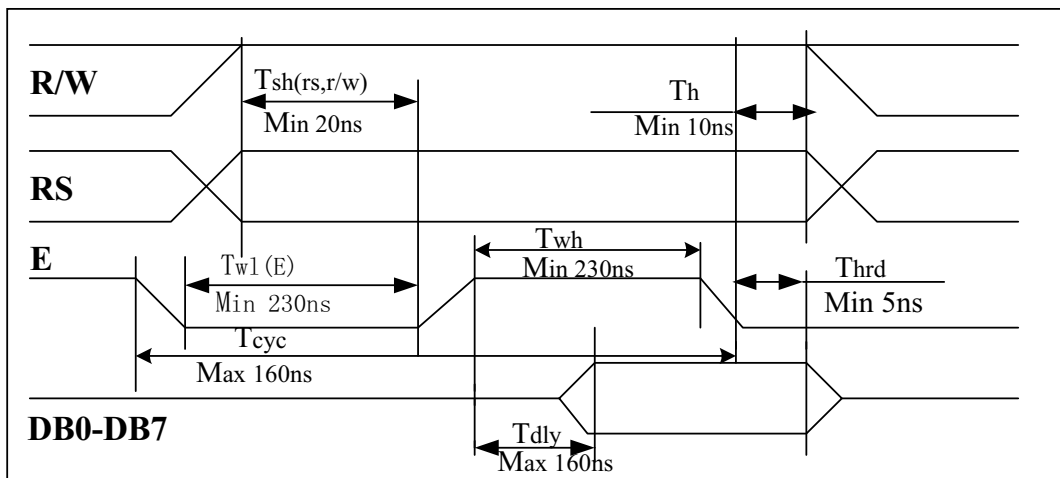 R/W
Tsh(rs,r/w)
Min 20ns
Th
Min 10ns
RS
E
Twl(E)
Min 230ns
Twh
Min 230ns
Thrd
Min 5ns
Tcyc
Max 160ns
DB0-DB7
Tdly
Max 160ns